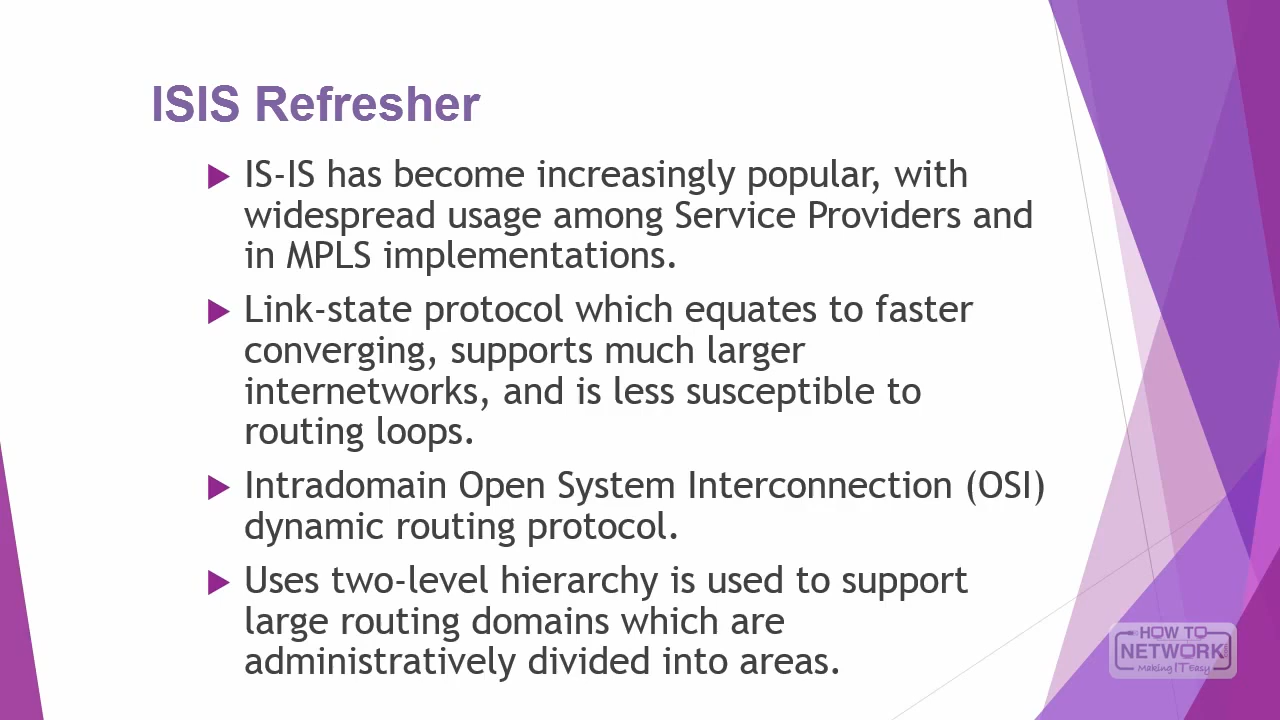 ISIS Refresher
IS-IS has become increasingly popular, with
widespread usage among Service Providers and
in MPLS implementations.
Link-state protocol which equates to faster
converging, supports much larger
internetworks, and is less susceptible to
routing loops.
Intradomain Open System Interconnection (OSI)
dynamic routing protocol.
Uses two-level hierarchy is used to support
large routing domains which are
administratively divided into areas.
HOW TO
NETWORK
Making IT Easy